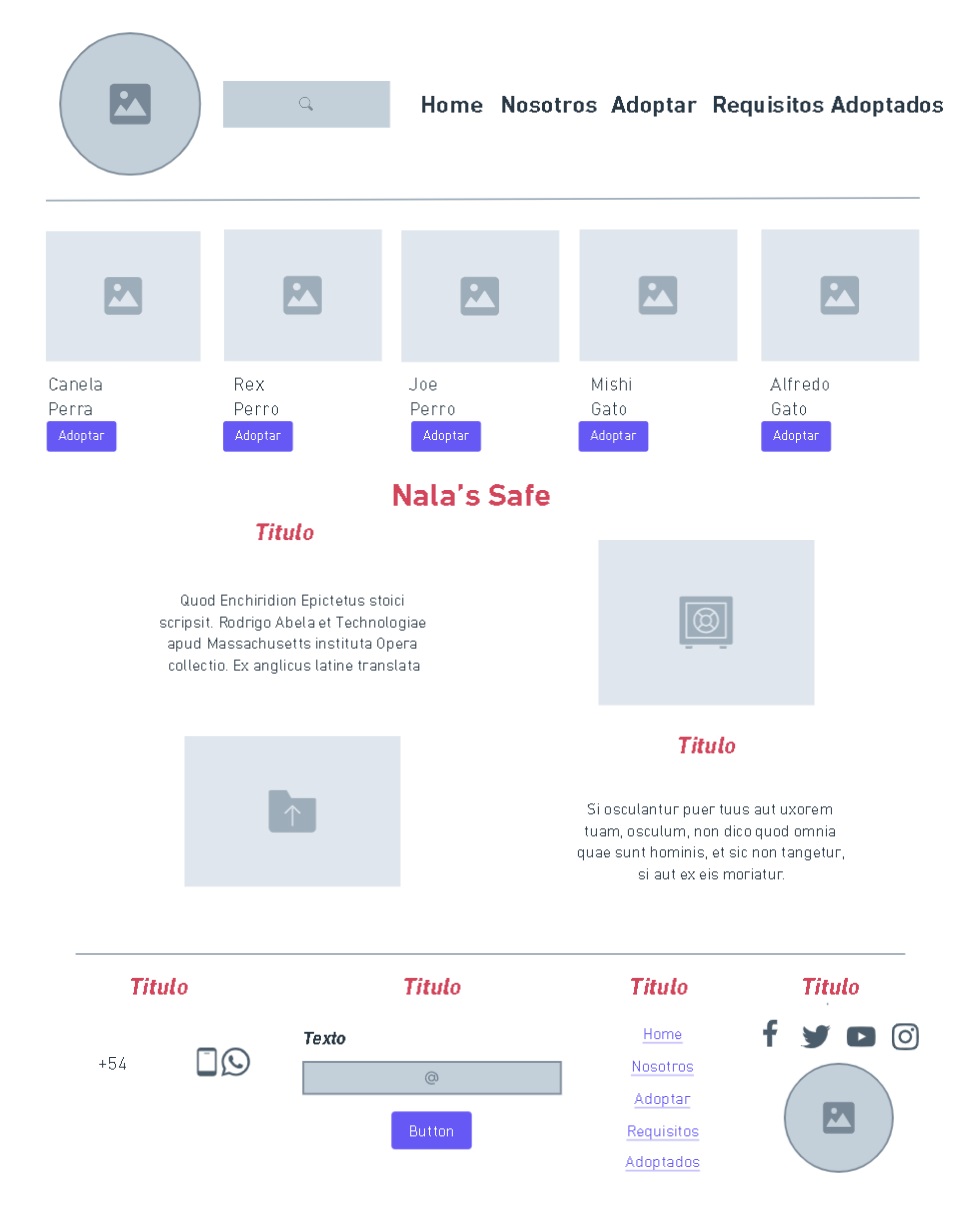 Home Nosotros Adoptar Requisitos Adoptados
Canela
Perra
Adoptar
Rex
Perro
Adoptar
Joe
Perro
Adoptar
Mishi
Gato
Adoptar
Alfredo
Gato
Adoptar
Nala's Safe
Titulo
Quod Enchiridion Epictetus stoici
scripsit. Rodrigo Abela et Technologiae
apud Massachusetts instituta Opera
collectio. Ex anglicus latine translata
Titulo
Si osculantur puer tuus aut uxorem
tuam, osculum, non dico quod omnia
quae sunt hominis, et sic non tangetur,
si aut ex eis moriatur.
Titulo
+54
Titulo
Texto
@
Button
Titulo
Home
Nosotros
Adoptar
Requisitos
Adoptados
Titulo